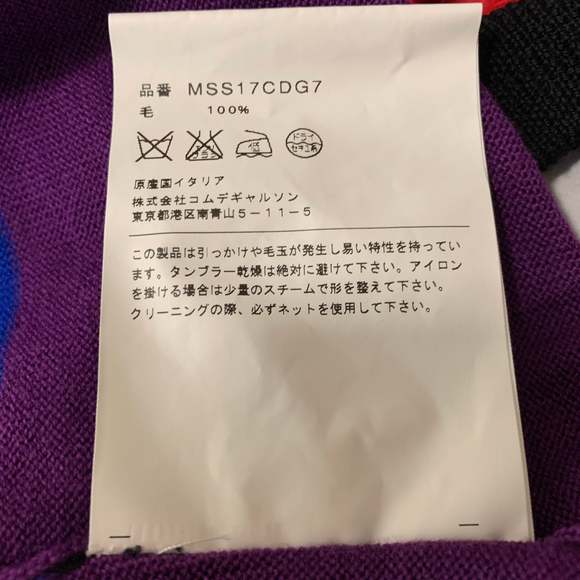 品番 MSS17CDG7
毛 100%
ドライ
セキユ系
原産国イタリア
株式会社コムデギャルソン
東京都港区南青山5-11-5
この製品は引っかけや毛玉が発生し易い特性を持ってい
ます。タンブラー乾燥は絶対に避けて下さい。アイロン
を掛ける場合は少量のスチームで形を整えて下さい。
クリーニングの際、必ずネットを使用して下さい。